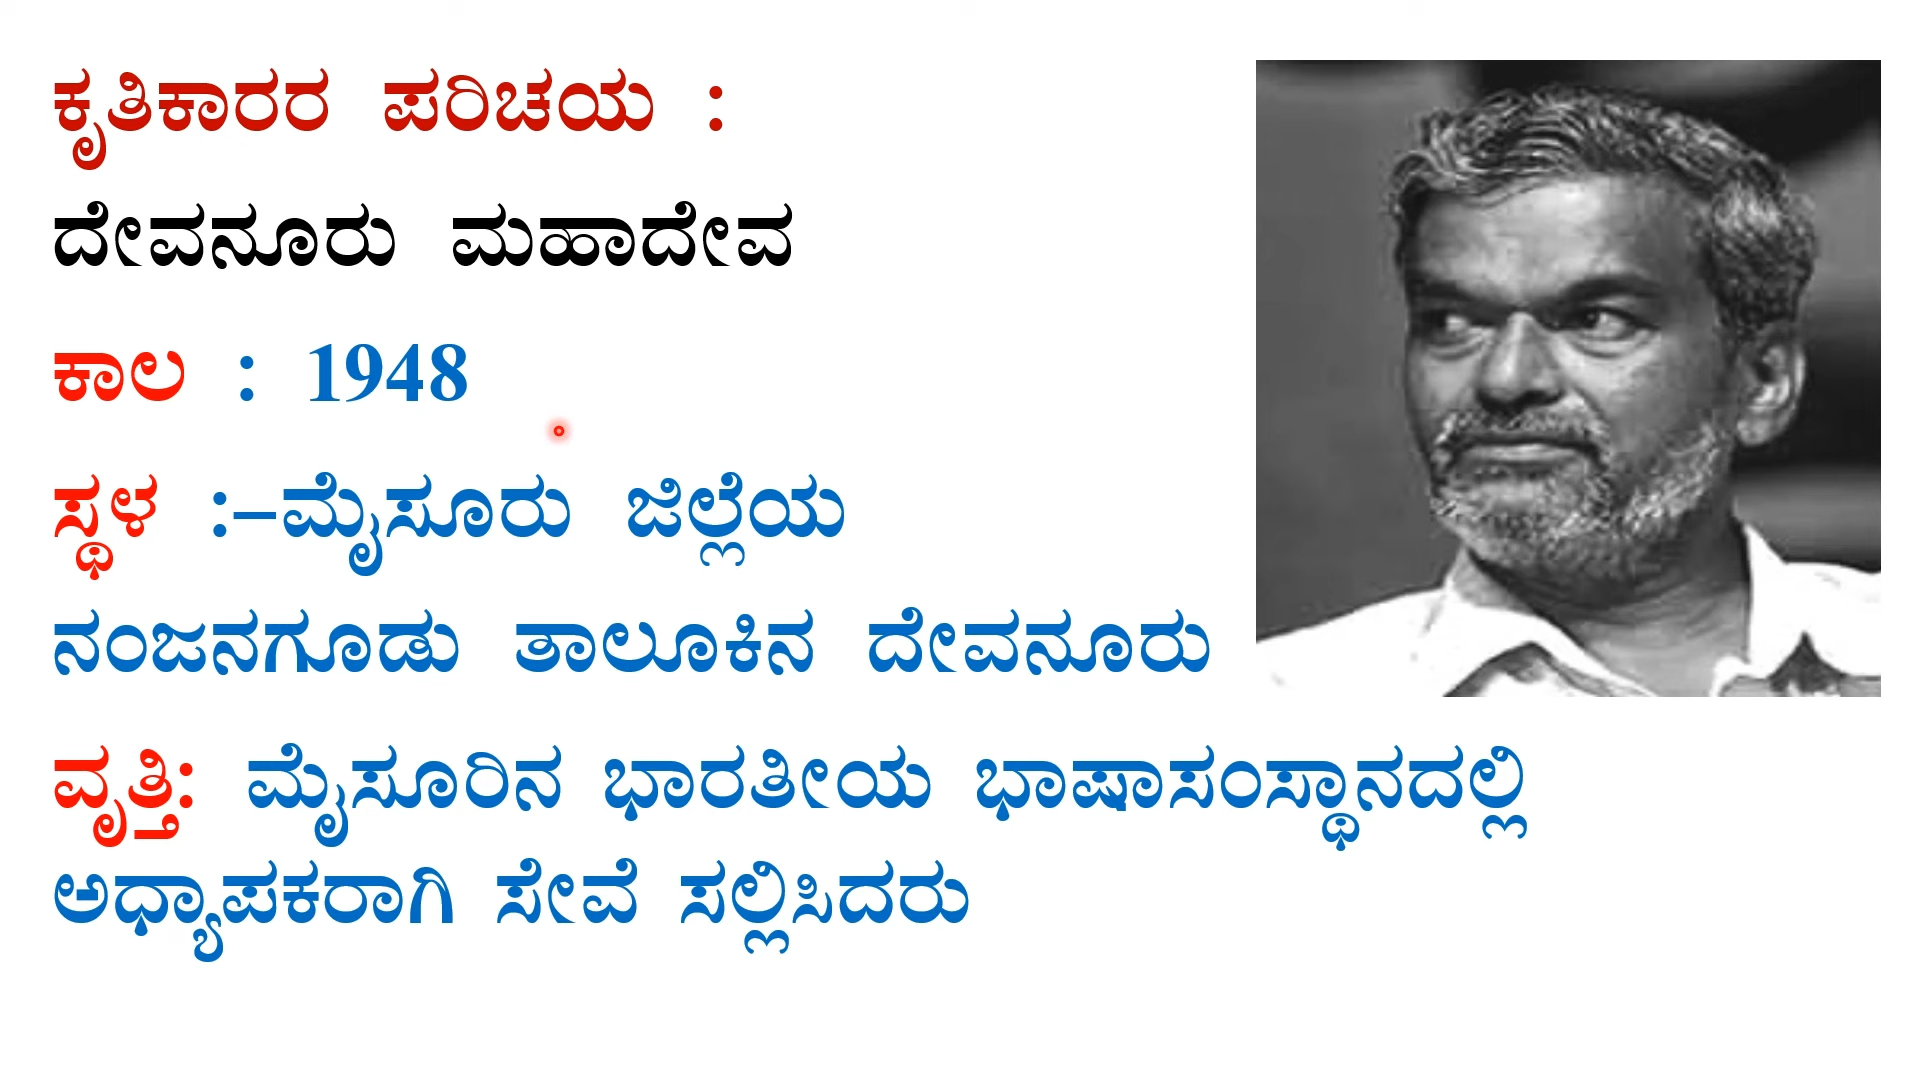 ಕೃತಿಕಾರರ ಪರಿಚಯ :
ದೇವನೂರು ಮಹಾದೇವ
ಕಾಲ : 1948
ಸ್ಥಳ :–ಮೈಸೂರು ಜಿಲ್ಲೆಯ
ನಂಜನಗೂಡು ತಾಲೂಕಿನ ದೇವನೂರು
ವೃತ್ತಿ: ಮೈಸೂರಿನ ಭಾರತೀಯ ಭಾಷಾಸಂಸ್ಥಾನದಲ್ಲಿ
ಅಧ್ಯಾಪಕರಾಗಿ ಸೇವೆ ಸಲ್ಲಿಸಿದರು